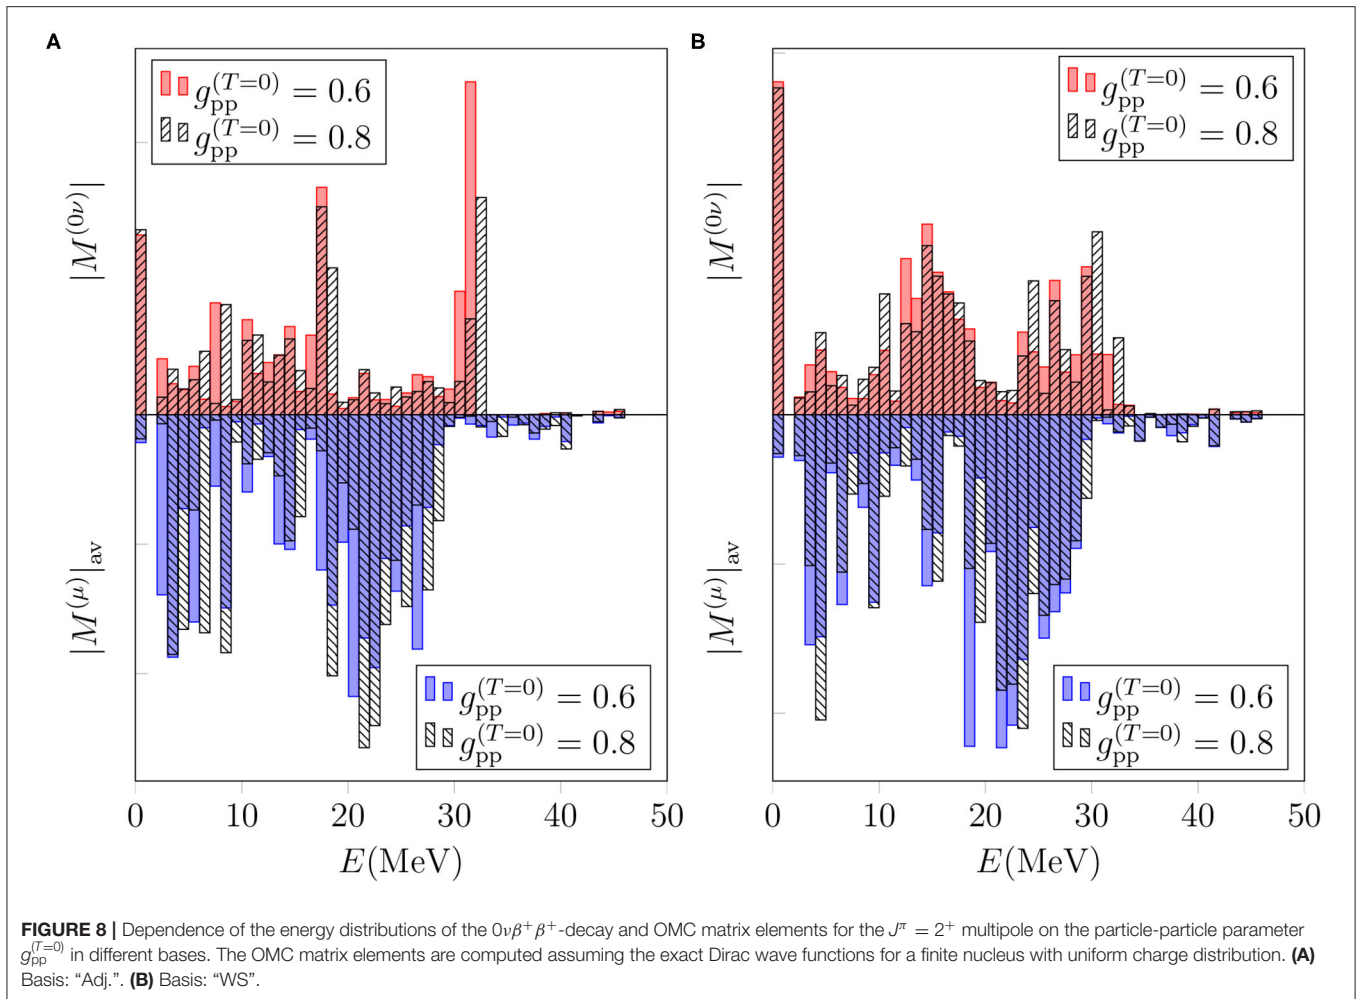 A
B
g_pp^(T=0) = 0.6
g_pp^(T=0) = 0.8
g_pp^(T=0) = 0.6
g_pp^(T=0) = 0.8
|M^(0ν)|
|M^(0ν)|
|M^(μ)|_av
|M^(μ)|_av
g_pp^(T=0) = 0.6
g_pp^(T=0) = 0.8
g_pp^(T=0) = 0.6
g_pp^(T=0) = 0.8
0 10 20 30 40 50
0 10 20 30 40 50
E(MeV)
E(MeV)
FIGURE 8 | Dependence of the energy distributions of the 0νβ⁺β⁺-decay and OMC matrix elements for the J^π = 2⁺ multipole on the particle-particle parameter
g_pp^(T=0) in different bases. The OMC matrix elements are computed assuming the exact Dirac wave functions for a finite nucleus with uniform charge distribution. (A)
Basis: “Adj.”. (B) Basis: “WS”.